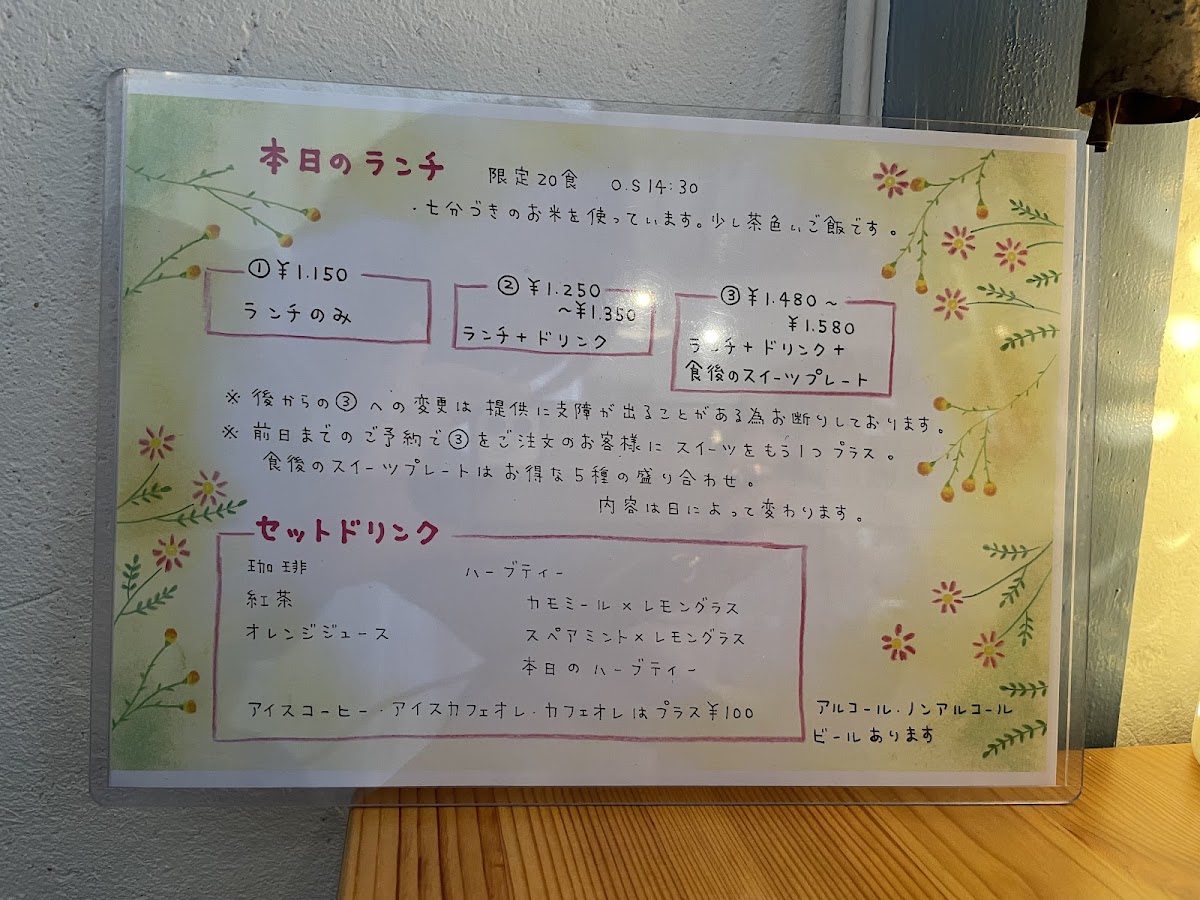 本日のランチ 限定20食 O.S 14:30
・七分づきのお米を使っています。少し茶色いご飯です。
①¥1.150
ランチのみ
②¥1.250
～¥1.350
ランチ+ドリンク
③¥1.480～
¥1.580
ランチ+ドリンク+
食後のスイーツプレート
※後からの③への変更は提供に支障が出ることがある為お断りしております。
※前日までのご予約で③をご注文のお客様にスイーツをもう1つプラス。
食後のスイーツプレートはお得な5種の盛り合わせ。
内容は日によって変わります。
セットドリンク
珈琲
紅茶
オレンジジュース
ハーブティー
カモミール×レモングラス
スペアミント×レモングラス
本日のハーブティー
アイスコーヒー・アイスカフェオレ・カフェオレはプラス¥100
アルコール・ノンアルコール
ビールあります